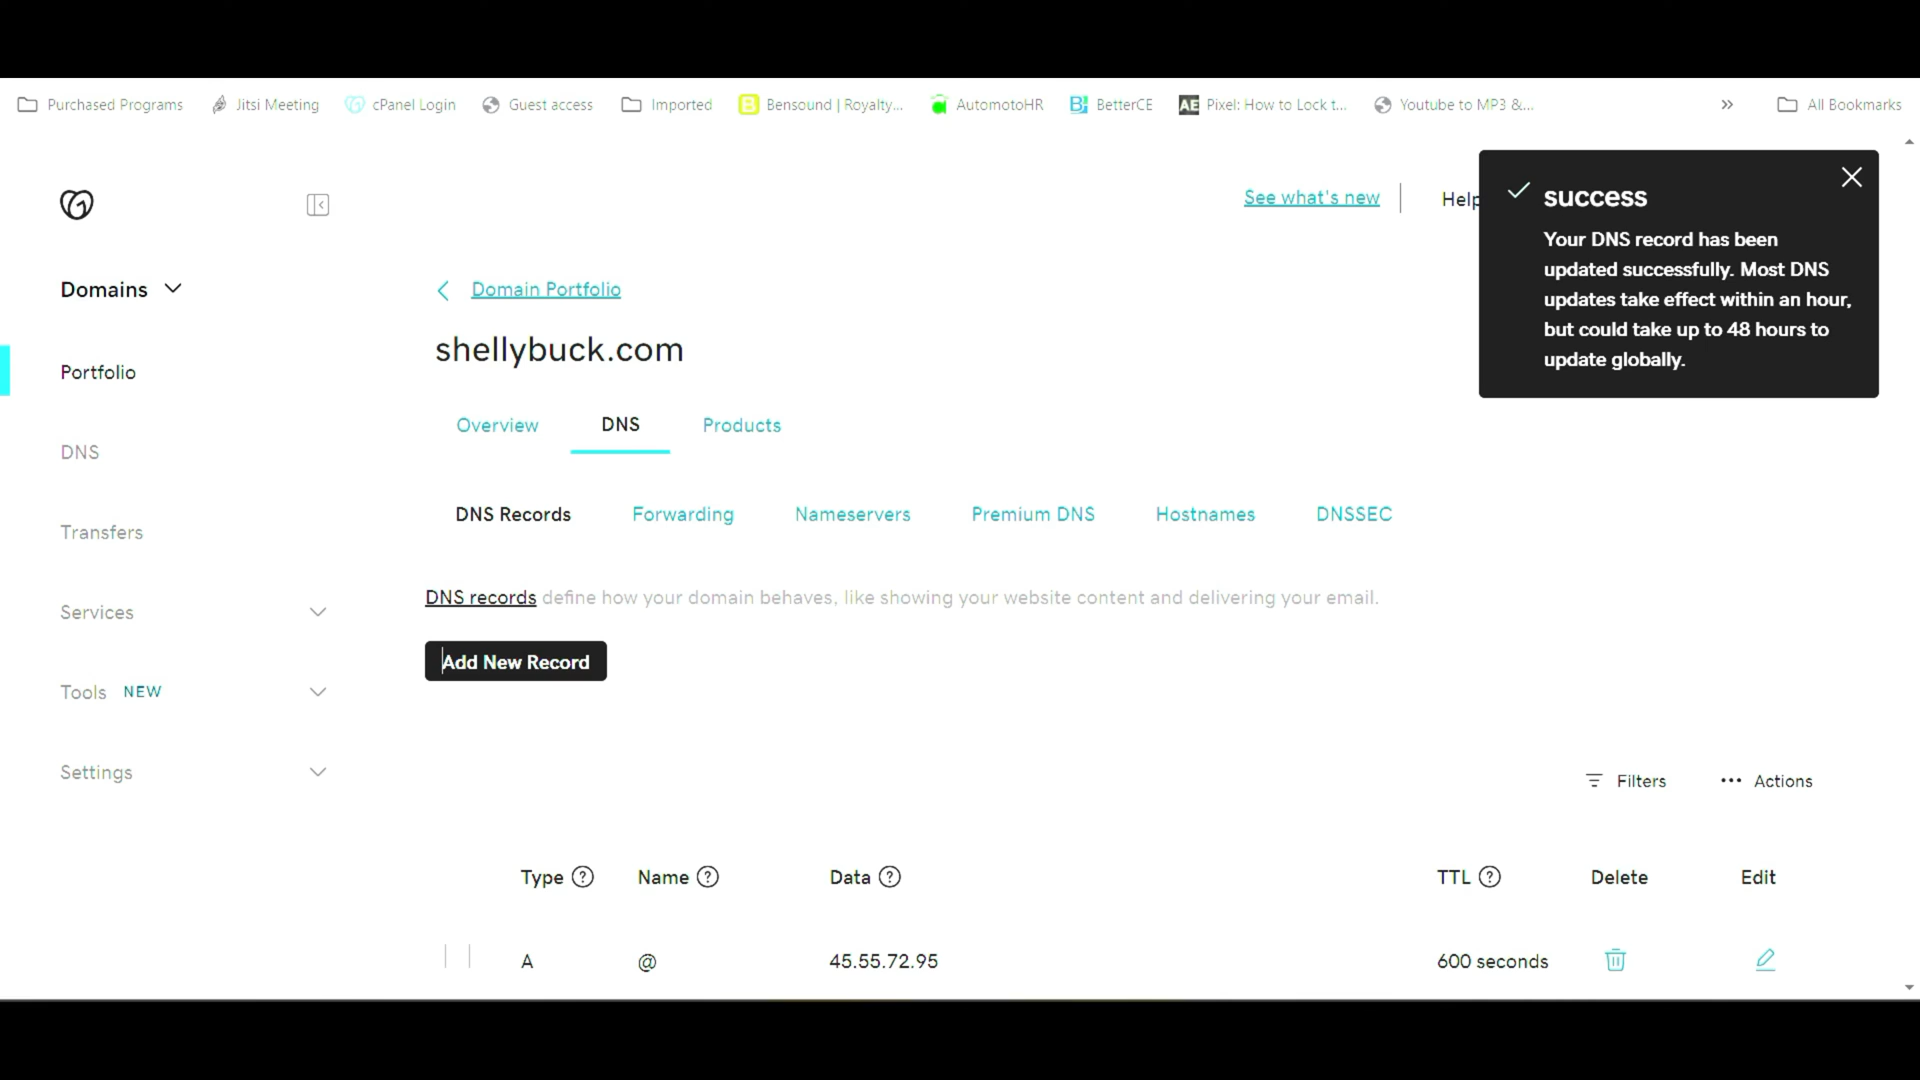 Purchased Programs Jitsi Meeting cPanel Login Guest access Imported Bensound | Royalty... AutomotoHR BetterCE Pixel: How to Lock t... Youtube to MP3 &... » All Bookmarks
See what's new Help
success
Your DNS record has been
updated successfully. Most DNS
updates take effect within an hour,
but could take up to 48 hours to
update globally.
Domains
Portfolio
DNS
Transfers
Services
Tools NEW
Settings
Domain Portfolio
shellybuck.com
Overview DNS Products
DNS Records Forwarding Nameservers Premium DNS Hostnames DNSSEC
DNS records define how your domain behaves, like showing your website content and delivering your email.
Add New Record
Filters ... Actions
Type ? Name ? Data ? TTL ? Delete Edit
A @ 45.55.72.95 600 seconds